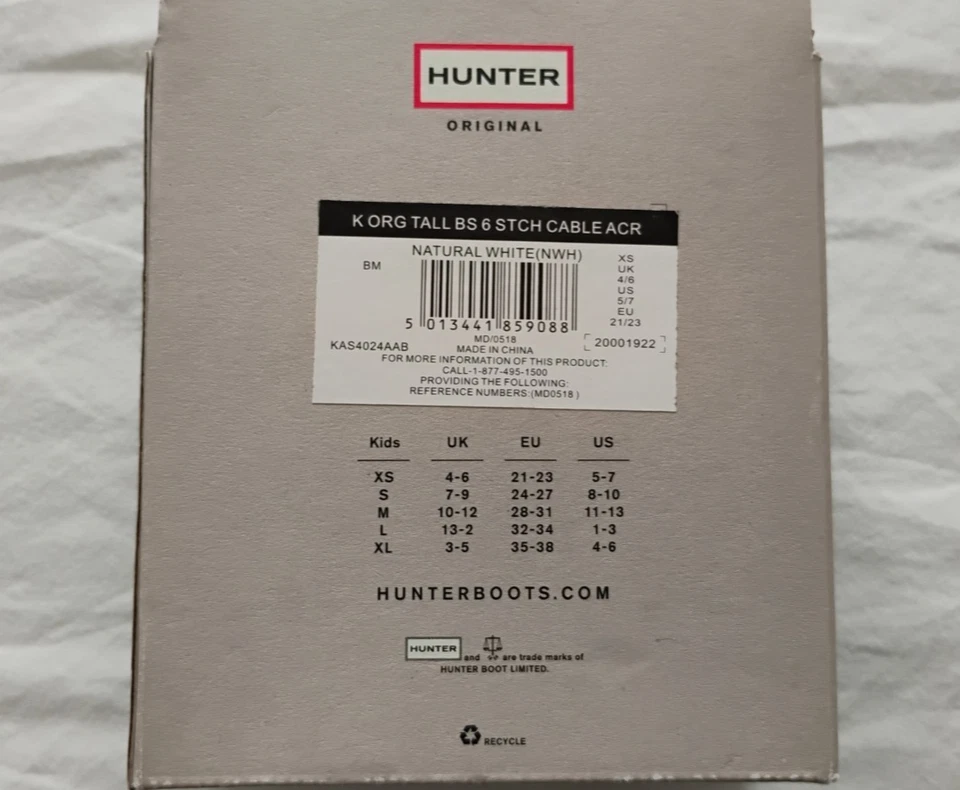 HUNTER
ORIGINAL
K ORG TALL BS 6 STCH CABLE ACR
NATURAL WHITE(NWH)
BM
XS
UK
4/6
US
5/7
EU
21/23
5 013441 859088
MD/0518
KAS4024AAB
MADE IN CHINA
20001922
FOR MORE INFORMATION OF THIS PRODUCT:
CALL-1-877-495-1500
PROVIDING THE FOLLOWING:
REFERENCE NUMBERS:(MD0518 )
Kids UK EU US
XS 4-6 21-23 5-7
S 7-9 24-27 8-10
M 10-12 28-31 11-13
L 13-2 32-34 1-3
XL 3-5 35-38 4-6
HUNTERBOOTS.COM
HUNTER and are trade marks of
HUNTER BOOT LIMITED.
RECYCLE